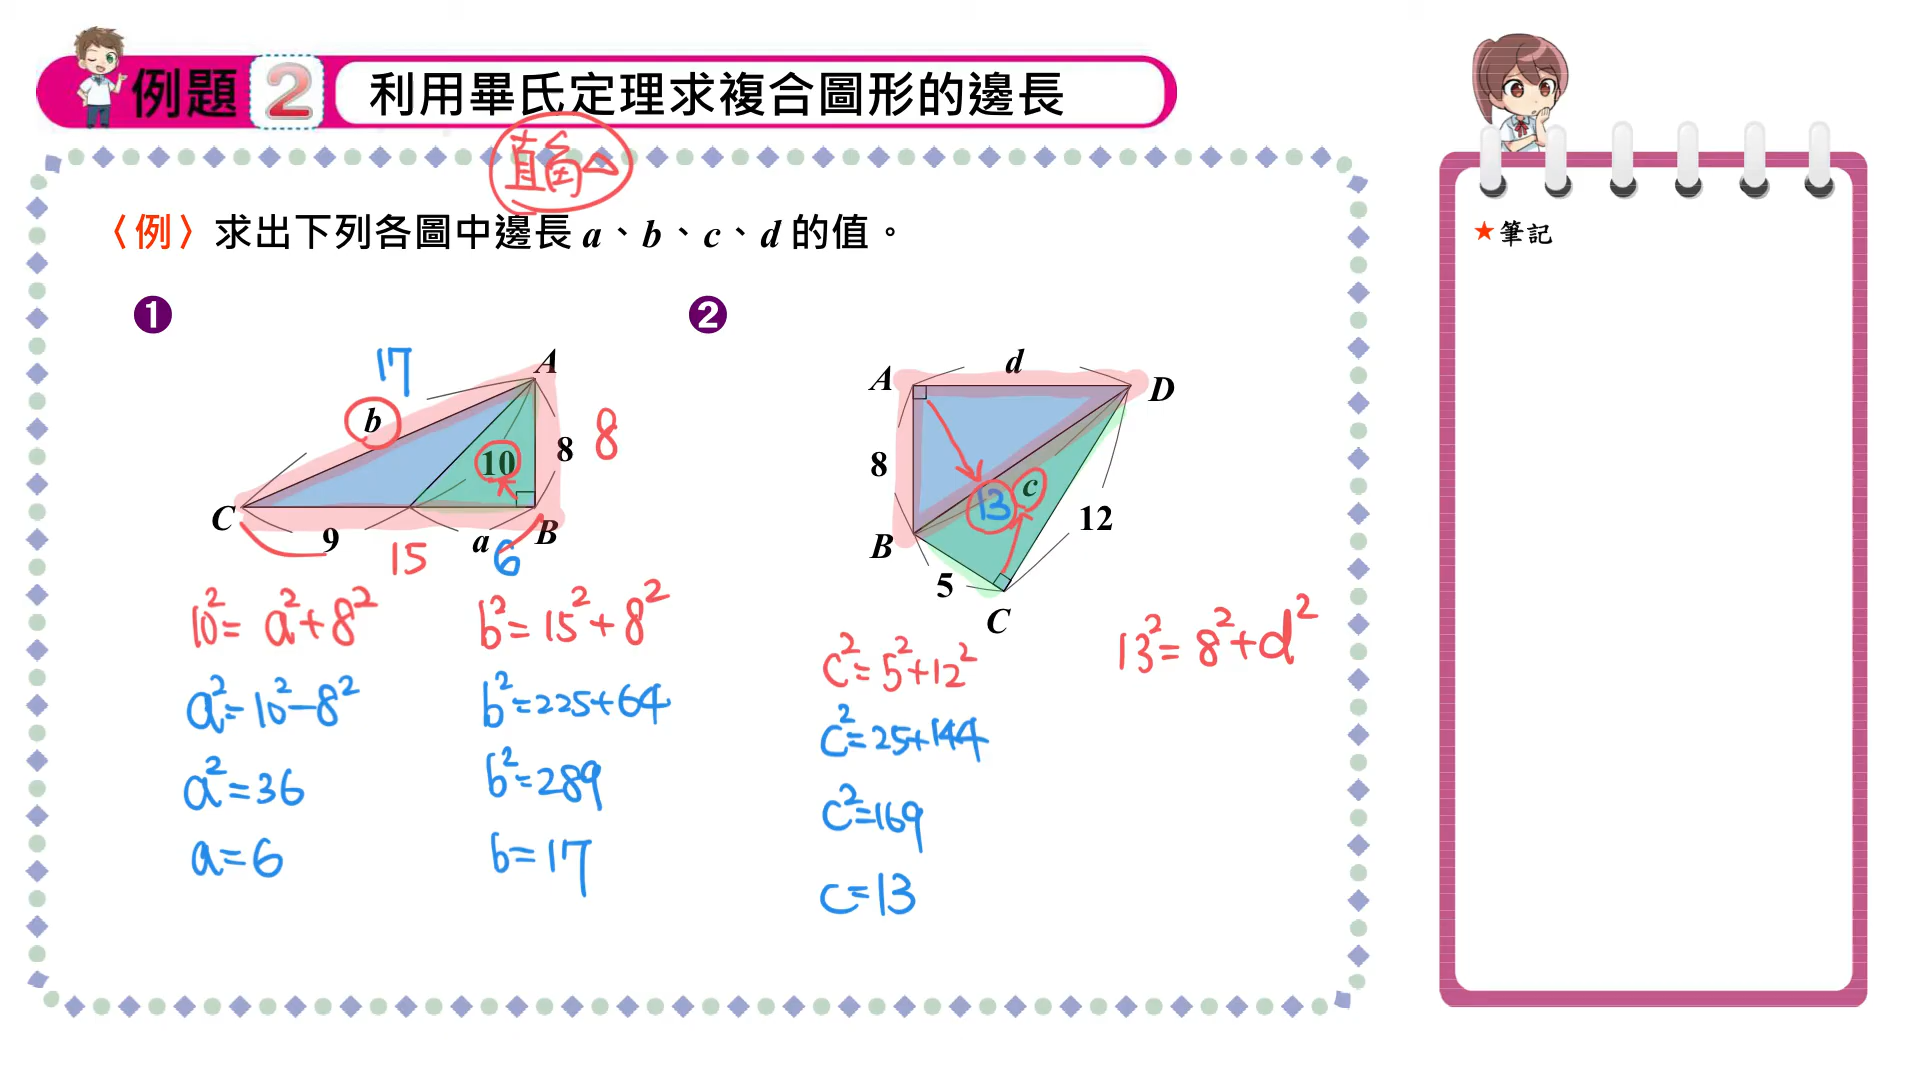 例題 2 利用畢氏定理求複合圖形的邊長
直角△
〈例〉求出下列各圖中邊長 a、b、c、d 的值。
★筆記
❶
17
A
b
10
8
8
C
9
15
a
6
B
10²= a²+8²
a²=10²-8²
a²=36
a=6
b²=15²+8²
b²=225+64
b²=289
b=17
❷
A
d
D
8
13
c
B
12
5
C
c²=5²+12²
c²=25+144
c²=169
c=13
13²=8²+d²